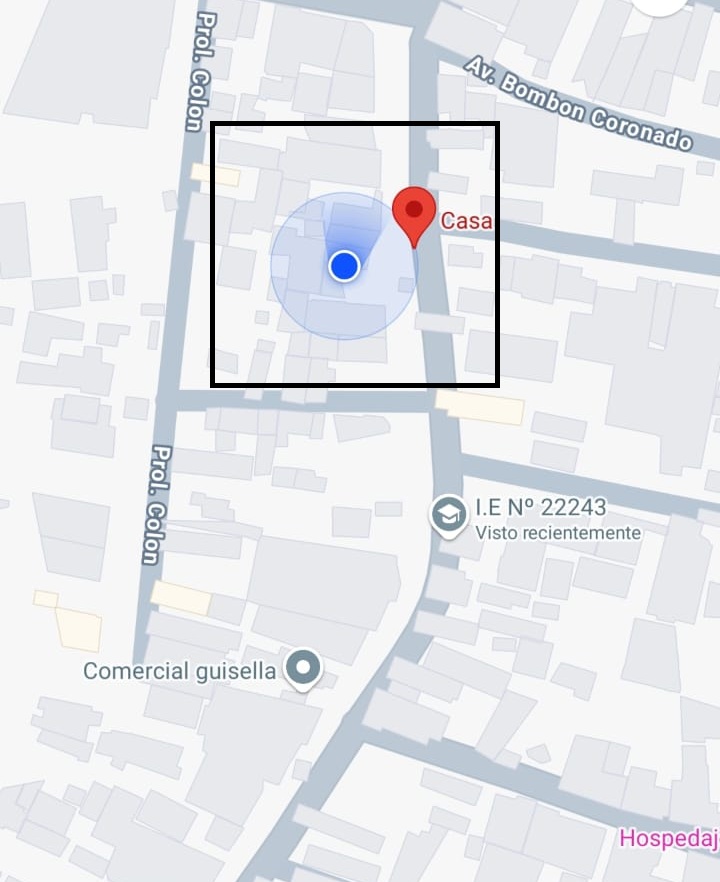 Prol. Colon
Av. Bombon Coronado
Casa
Prol. Colon
I.E Nº 22243
Visto recientemente
Comercial guisella
Hospedaj